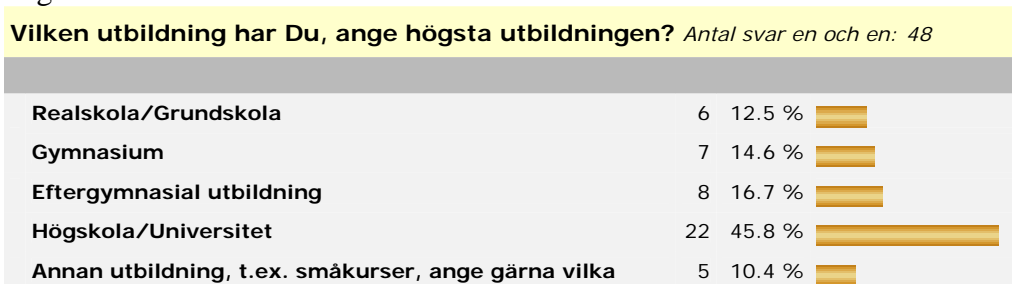 Vilken utbildning har Du, ange högsta utbildningen? Antal svar en och en: 48
Realskola/Grundskola 6 12.5 %
Gymnasium 7 14.6 %
Eftergymnasial utbildning 8 16.7 %
Högskola/Universitet 22 45.8 %
Annan utbildning, t.ex. småkurser, ange gärna vilka 5 10.4 %